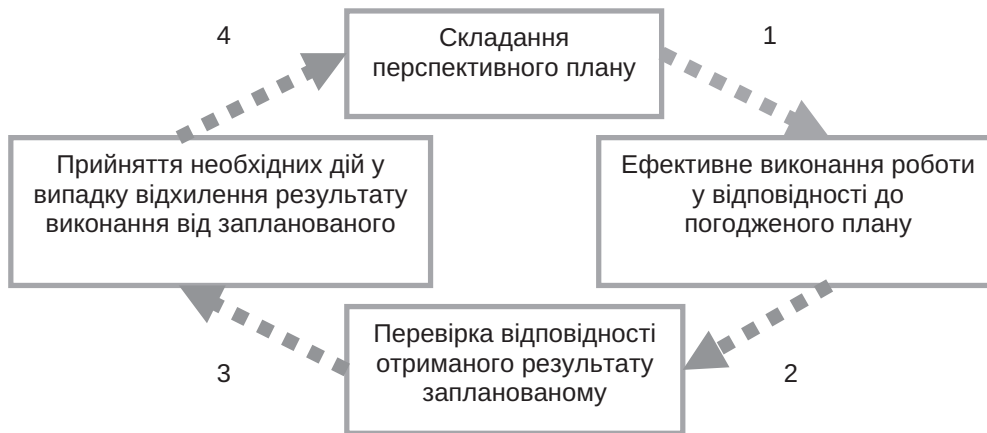 4
Складання
перспективного плану
1
Прийняття необхідних дій у
випадку відхилення результату
виконання від запланованого
Ефективне виконання роботи
у відповідності до
погодженого плану
3
Перевірка відповідності
отриманого результату
запланованому
2